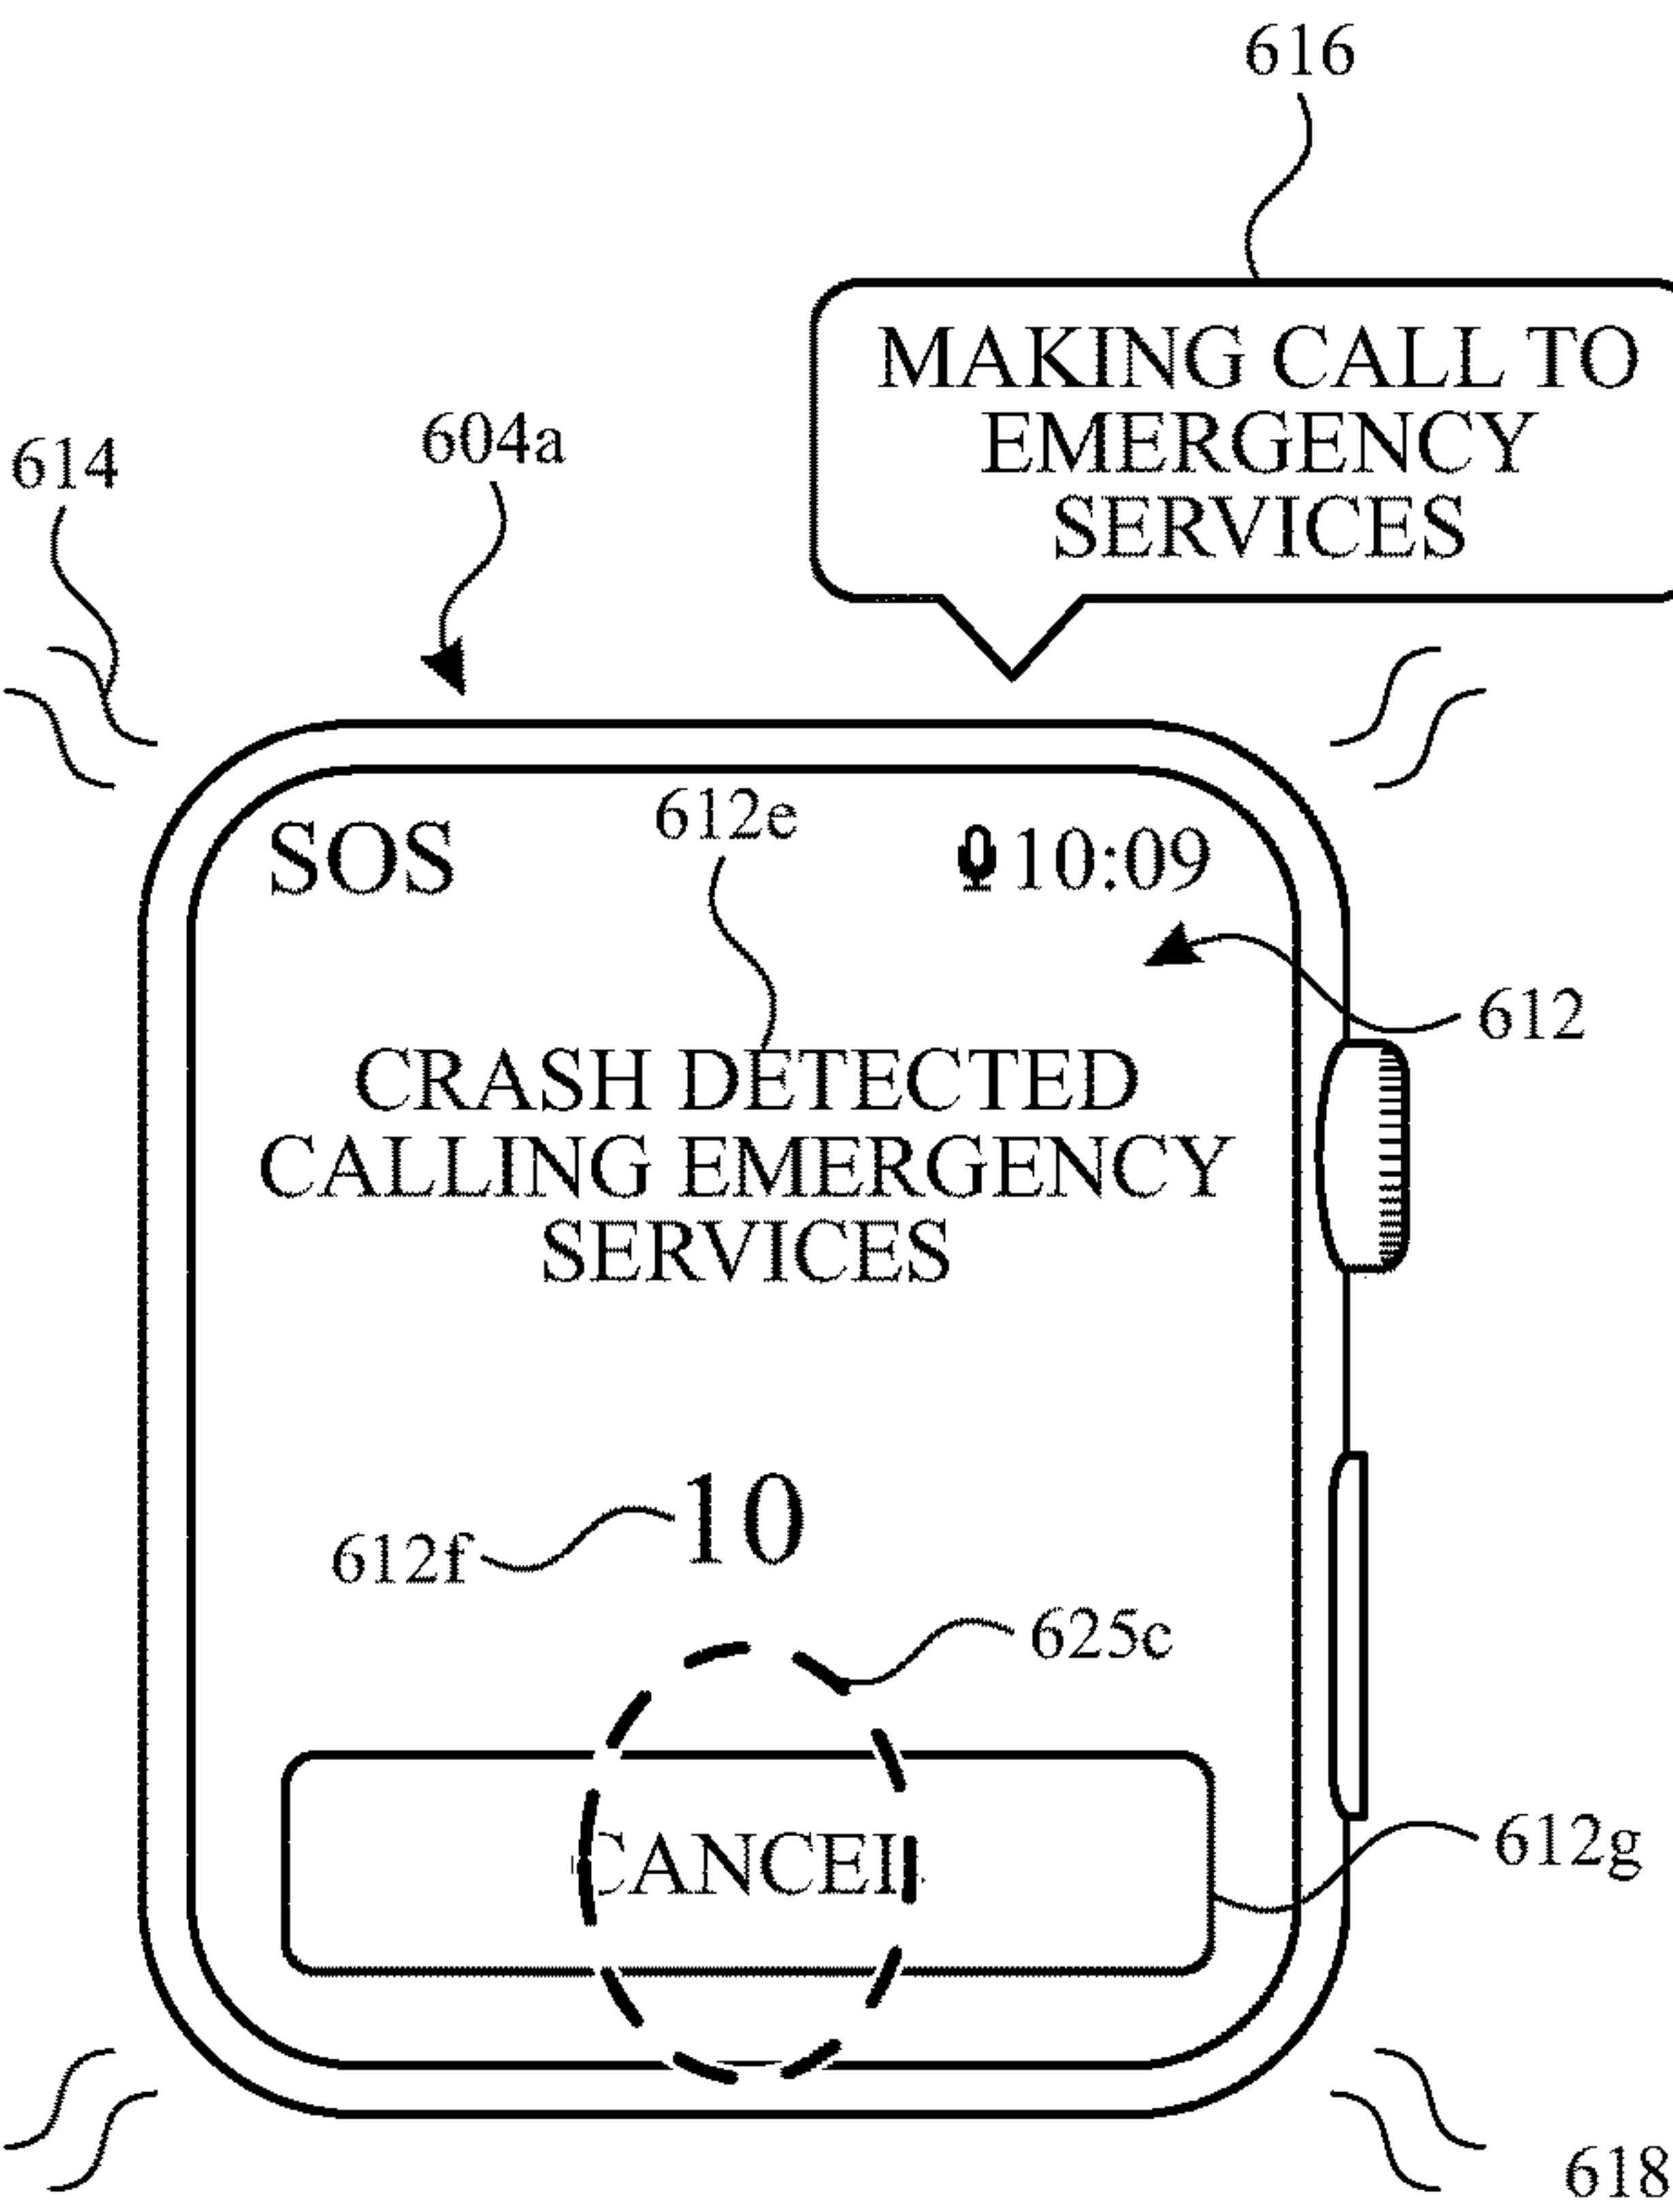 616
MAKING CALL TO
EMERGENCY
SERVICES
604a
614
612e
SOS
10:09
612
CRASH DETECTED
CALLING EMERGENCY
SERVICES
10
612f
625c
CANCEL
612g
618